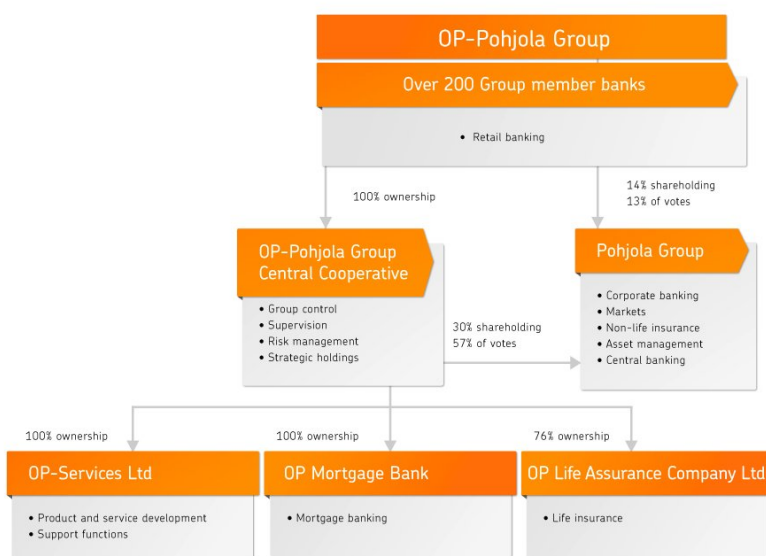 OP-Pohjola Group
Over 200 Group member banks
• Retail banking
100% ownership
14% shareholding
13% of votes
OP-Pohjola Group
Central Cooperative
• Group control
• Supervision
• Risk management
• Strategic holdings
30% shareholding
57% of votes
Pohjola Group
• Corporate banking
• Markets
• Non-life insurance
• Asset management
• Central banking
100% ownership
OP-Services Ltd
• Product and service development
• Support functions
100% ownership
OP Mortgage Bank
• Mortgage banking
76% ownership
OP Life Assurance Company Ltd
• Life insurance